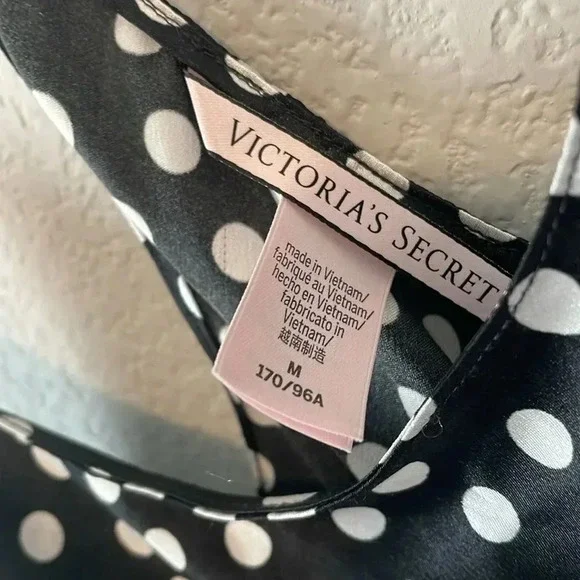 VICTORIA'S SECRET
made in Vietnam/
fabriqué au Vietnam/
hecho en Vietnam/
fabbricato in
Vietnam/
越南制造
M
170/96A